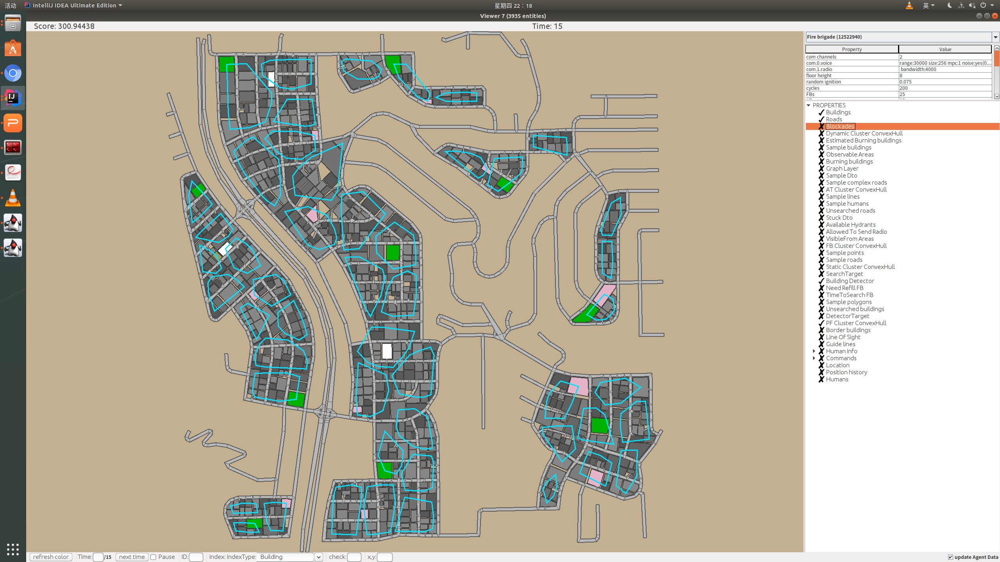 活动
IntelliJ IDEA Ultimate Edition
星期四 22：18
英
Viewer 7 (3935 entities)
Score: 300.94438
Time: 15
Fire brigade (12522940)
Property Value
com channels 2
com.0.voice range:30000 size:256 mpc:1 noise:yes(0....
com.1.radio bandwidth:4000
floor height 8
random ignition 0.075
cycles 200
FBs 25
PROPERTIES
Buildings
Roads
Blockades
Dynamic Cluster ConvexHull
Estimated Burning buildings
Sample buildings
Observable Areas
Burning buildings
Graph Layer
Sample Dto
Sample complex roads
AT Cluster ConvexHull
Sample lines
Sample humans
Unsearched roads
Stuck Dto
Available Hydrants
Allowed To Send Radio
VisibleFrom Areas
FB Cluster ConvexHull
Sample points
Sample roads
Static Cluster ConvexHull
SearchTarget
Building Detector
Need Refill FB
TimeToSearch FB
Sample polygons
Unsearched buildings
DetectorTarget
PF Cluster ConvexHull
Border buildings
Line Of Sight
Guide lines
Human info
Commands
Location
Position history
Humans
refresh color Time: /15 next time Pause ID: Index: IndexType: Building check: x,y: update Agent Data